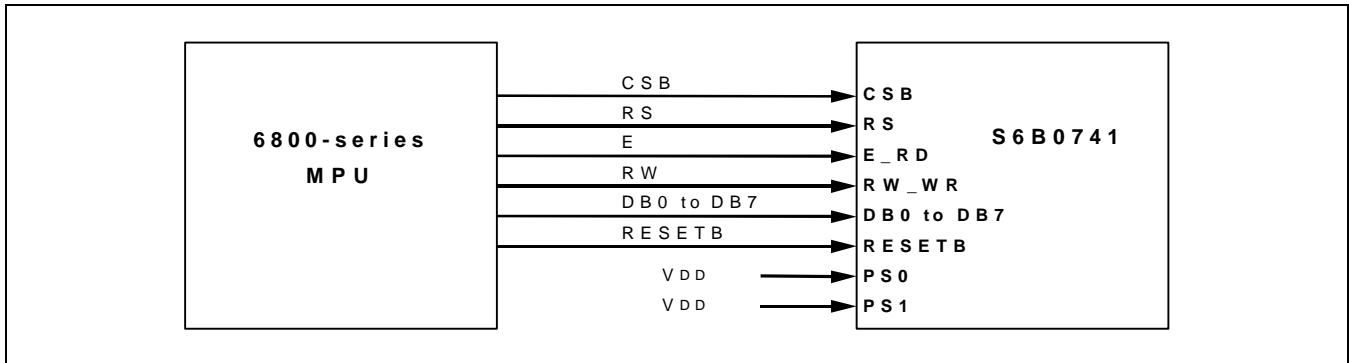 6800-series
MPU
CSB
RS
E
RW
DB0 to DB7
RESETB
VDD
VDD
CSB
RS
E_RD
RW_WR
DB0 to DB7
RESETB
PS0
PS1
S6B0741